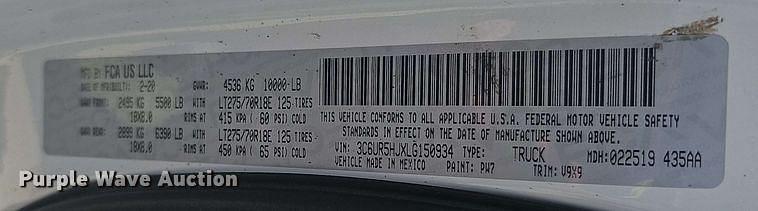 MFD BY FCA US LLC
DATE OF MFR(BUILT): 2-20 GVWR: 4536 KG 10000-LB
GAWR FRONT: 2495 KG 5500 LB WITH LT275/70R18E 125 TIRES
18X8.0 RIMS AT 415 KPA ( 60 PSI) COLD
GAWR REAR: 2899 KG 6390 LB WITH LT275/70R18E 125 TIRES
18X8.0 RIMS AT 450 KPA ( 65 PSI) COLD
THIS VEHICLE CONFORMS TO ALL APPLICABLE U.S.A. FEDERAL MOTOR VEHICLE SAFETY
STANDARDS IN EFFECT ON THE DATE OF MANUFACTURE SHOWN ABOVE.
VIN: 3C6UR5HJXLG150934 TYPE: TRUCK MDH: 022519 435AA
VEHICLE MADE IN MEXICO PAINT: PW7 TRIM: V9X9
Purple Wave Auction